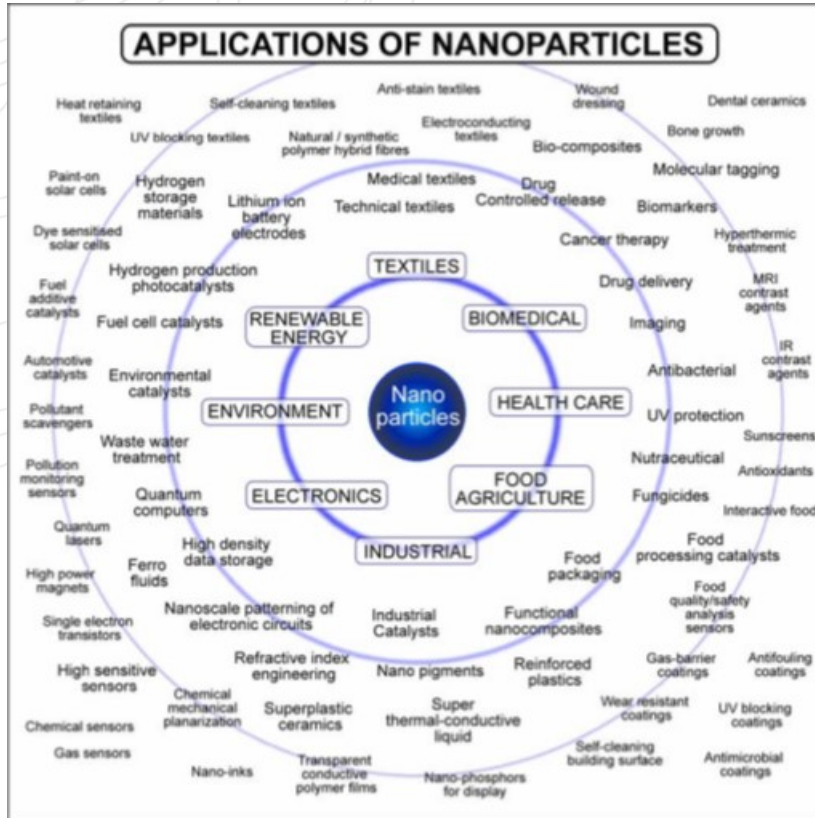 APPLICATIONS OF NANOPARTICLES
Anti-stain textiles
Wound
dressing
Dental ceramics
Heat retaining
textiles
Self-cleaning textiles
Electroconducting
textiles
Bone growth
UV blocking textiles
Natural / synthetic
polymer hybrid fibres
Bio-composites
Molecular tagging
Paint-on
solar cells
Hydrogen
storage
materials
Lithium ion
battery
electrodes
Medical textiles
Technical textiles
Drug
Controlled release
Biomarkers
Dye sensitised
solar cells
Cancer therapy
Hyperthermic
treatment
TEXTILES
Hydrogen production
photocatalysts
Drug delivery
MRI
contrast
agents
Fuel
additive
catalysts
Fuel cell catalysts
RENEWABLE
ENERGY
BIOMEDICAL
Imaging
IR
contrast
agents
Automotive
catalysts
Environmental
catalysts
Nano
particles
Antibacterial
Pollutant
scavengers
ENVIRONMENT
HEALTH CARE
UV protection
Sunscreens
Waste water
treatment
Nutraceutical
Antioxidants
Pollution
monitoring
sensors
Quantum
computers
ELECTRONICS
FOOD
AGRICULTURE
Fungicides
Interactive food
Quantum
lasers
High density
data storage
INDUSTRIAL
Food
packaging
Food
processing catalysts
High power
magnets
Ferro
fluids
Food
quality/safety
analysis
sensors
Single electron
transistors
Nanoscale patterning of
electronic circuits
Industrial
Catalysts
Functional
nanocomposites
High sensitive
sensors
Refractive index
engineering
Nano pigments
Reinforced
plastics
Gas-barrier
coatings
Antifouling
coatings
Chemical
mechanical
planarization
Superplastic
ceramics
Super
thermal-conductive
liquid
Wear resistant
coatings
UV blocking
coatings
Chemical sensors
Gas sensors
Self-cleaning
building surface
Antimicrobial
coatings
Nano-inks
Transparent
conductive
polymer films
Nano-phosphors
for display